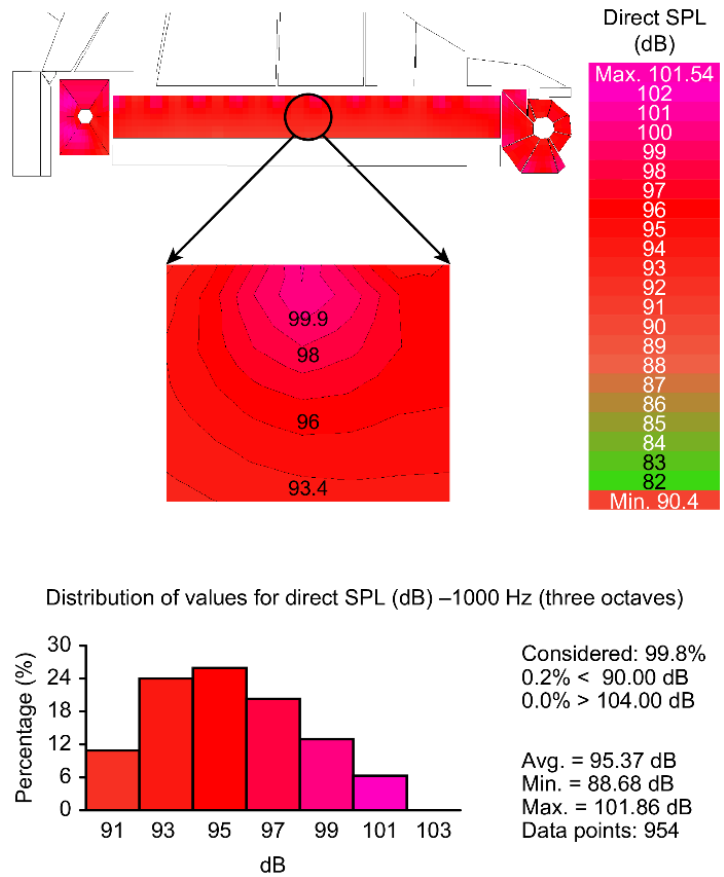 Direct SPL
(dB)
Max. 101.54
102
101
100
99
98
97
96
95
94
93
92
91
90
89
88
87
86
85
84
83
82
Min. 90.4
99.9
98
96
93.4
Distribution of values for direct SPL (dB) –1000 Hz (three octaves)
Percentage (%)
30
24
18
12
6
0
91 93 95 97 99 101 103
dB
Considered: 99.8%
0.2% < 90.00 dB
0.0% > 104.00 dB
Avg. = 95.37 dB
Min. = 88.68 dB
Max. = 101.86 dB
Data points: 954